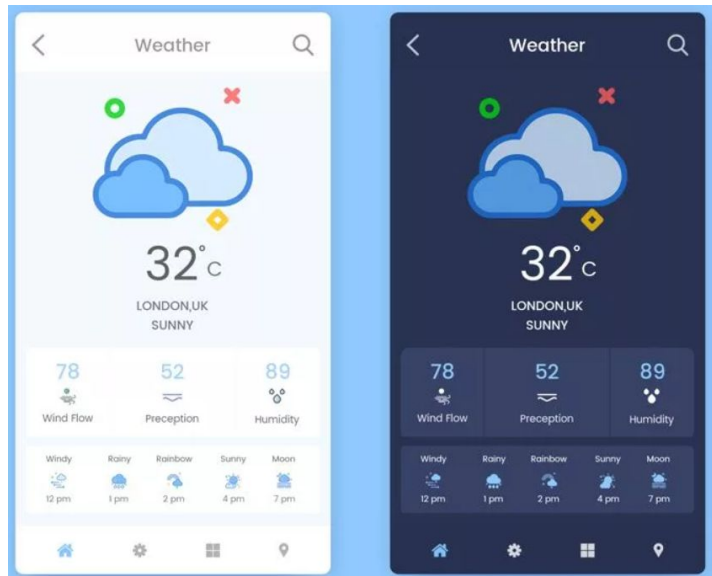 Weather
32°C
LONDON,UK
SUNNY
78 52 89
Wind Flow Preception Humidity
Windy Rainy Rainbow Sunny Moon
12 pm 1 pm 2 pm 4 pm 7 pm
Weather
32°C
LONDON,UK
SUNNY
78 52 89
Wind Flow Preception Humidity
Windy Rainy Rainbow Sunny Moon
12 pm 1 pm 2 pm 4 pm 7 pm